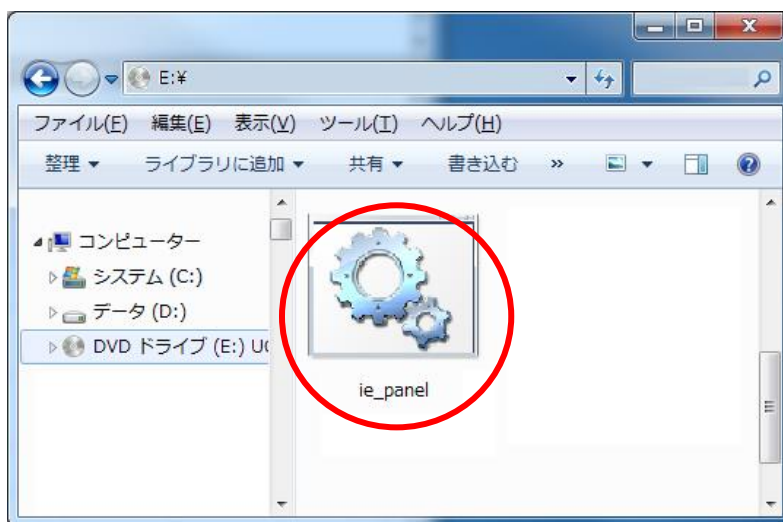 E:¥
ファイル(F) 編集(E) 表示(V) ツール(T) ヘルプ(H)
整理 ライブラリに追加 共有 書き込む »
コンピューター
システム (C:)
データ (D:)
DVD ドライブ (E:)
ie_panel